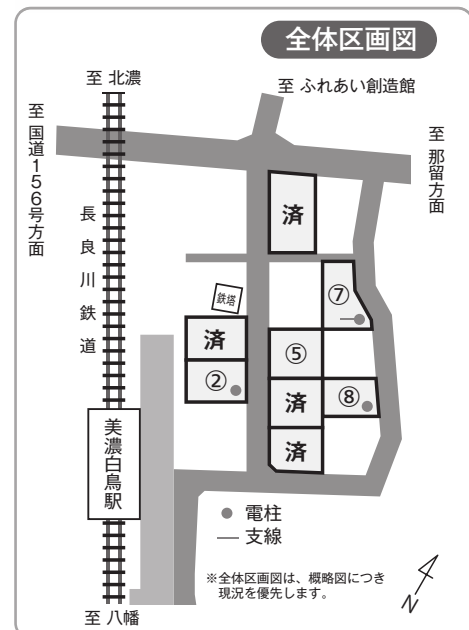 全体区画図
至 北濃
至 ふれあい創造館
至 国道156号方面
至 那留方面
長良川鉄道
済
鉄塔
⑦
済
⑤
②
済
⑧
済
美濃白鳥駅
電柱
支線
※全体区画図は、概略図につき
現況を優先します。
N
至 八幡